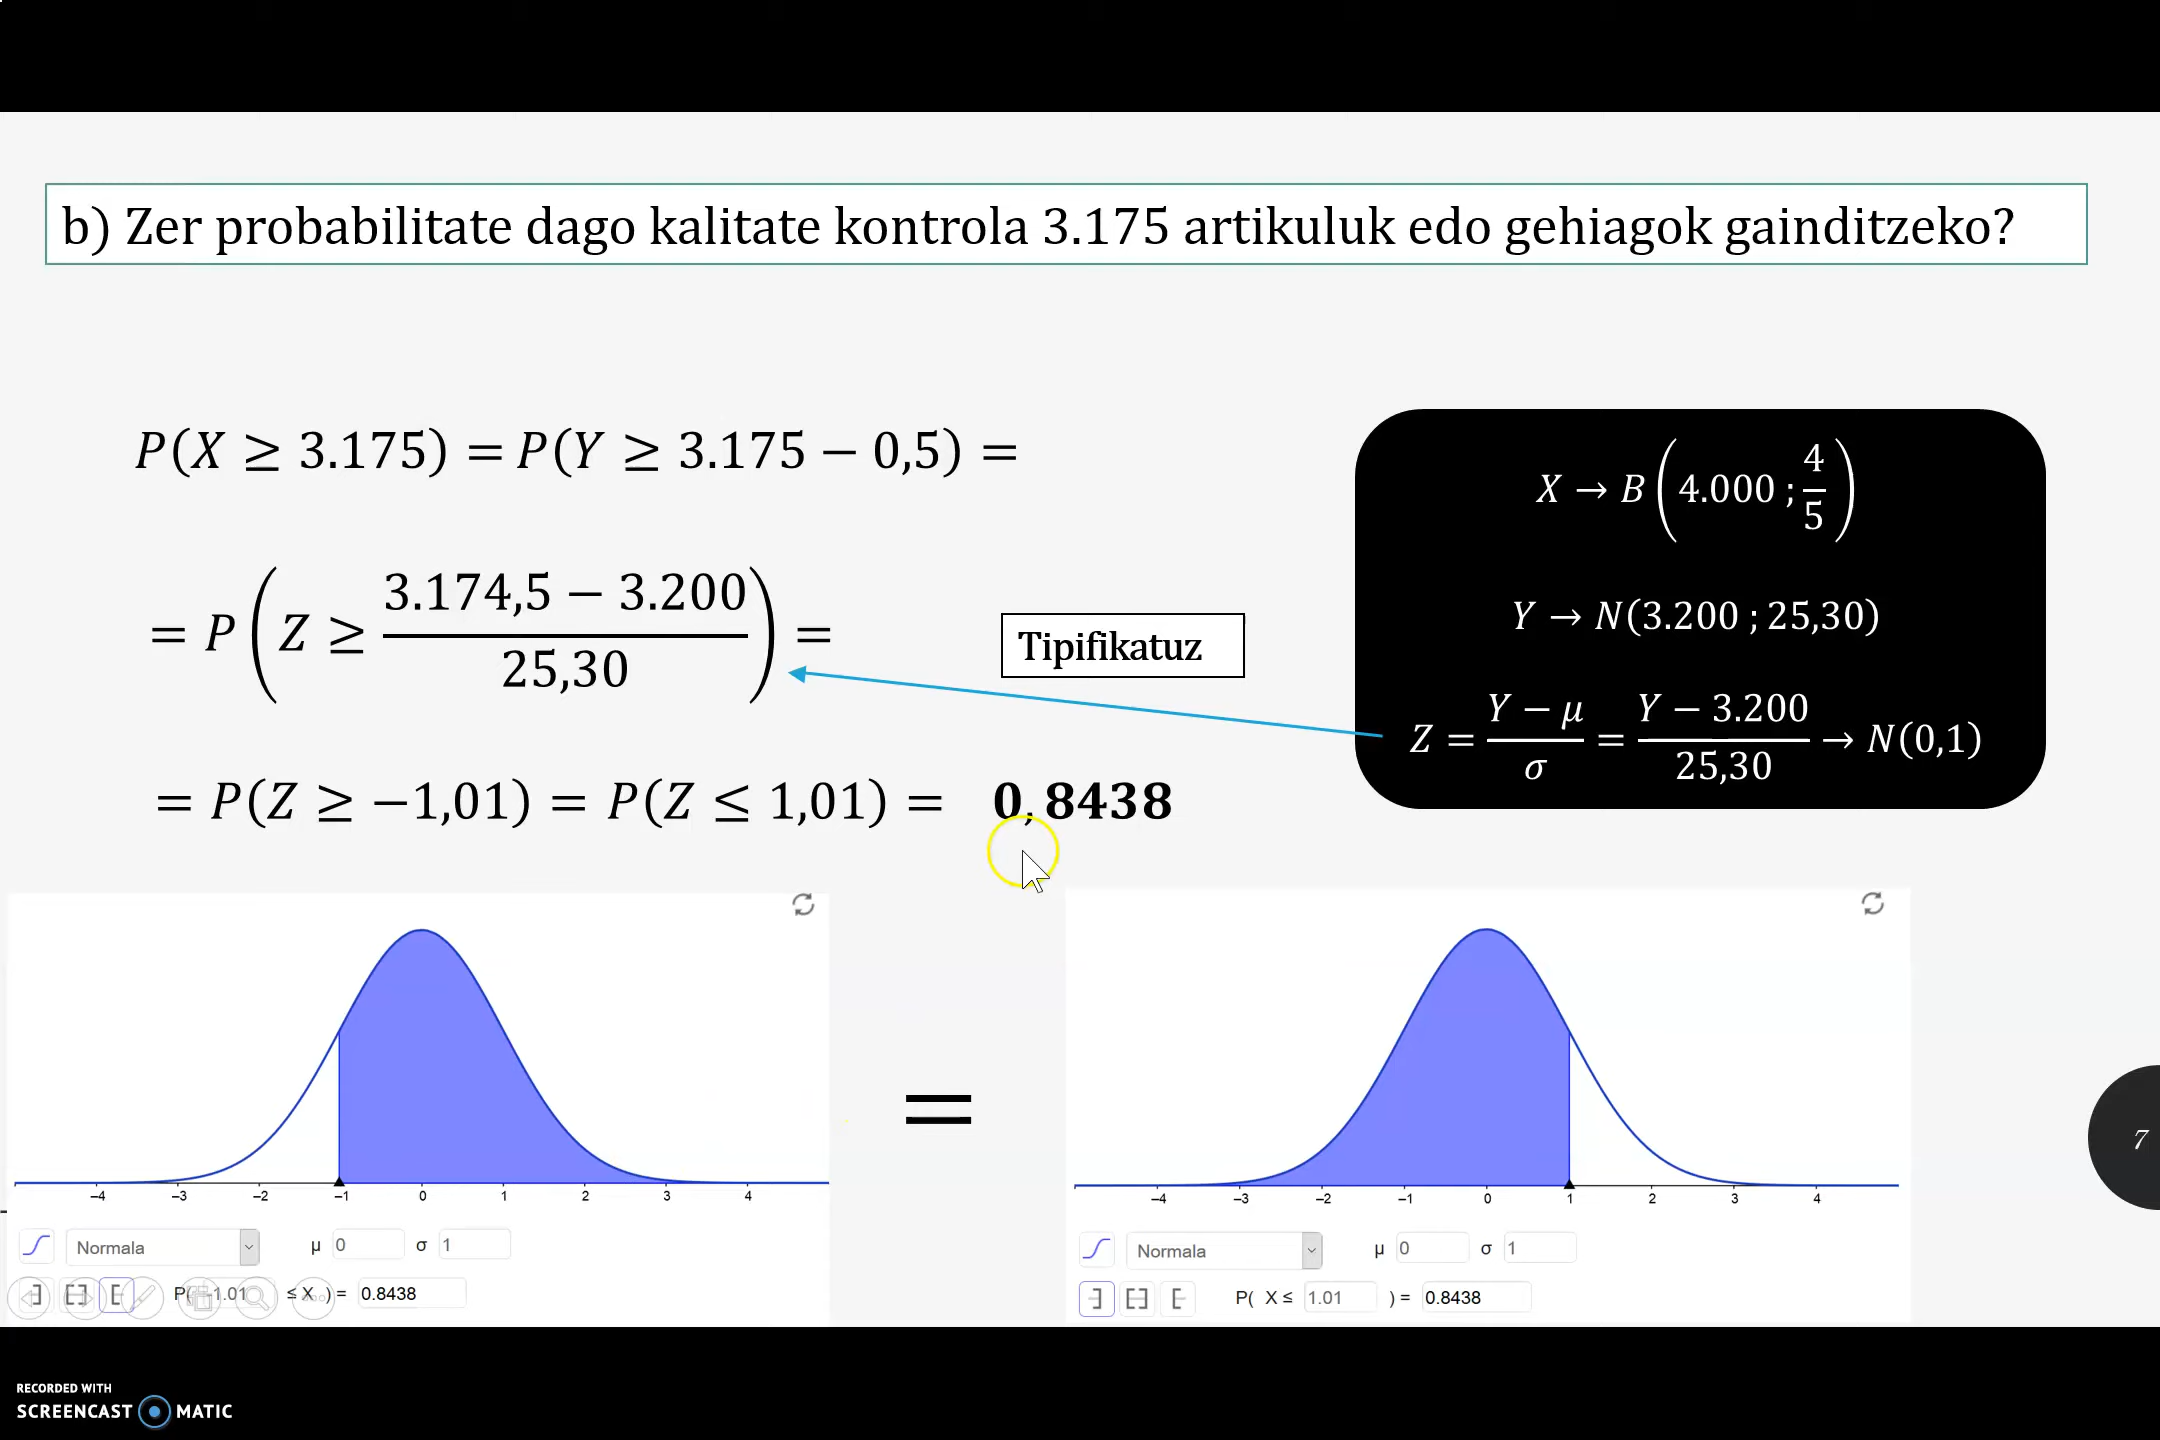 b) Zer probabilitate dago kalitate kontrola 3.175 artikuluk edo gehiagok gainditzeko?
P(X ≥ 3.175) = P(Y ≥ 3.175 − 0,5) =
= P(Z ≥ (3.174,5 − 3.200)/25,30) =
Tipifikatuz
= P(Z ≥ −1,01) = P(Z ≤ 1,01) = 0,8438
X → B(4.000 ; 4/5)
Y → N(3.200 ; 25,30)
Z = (Y − μ)/σ = (Y − 3.200)/25,30 → N(0,1)
−4 −3 −2 −1 0 1 2 3 4
Normala μ 0 σ 1
P( −1.01 ≤ X ) = 0.8438
=
−4 −3 −2 −1 0 1 2 3 4
Normala μ 0 σ 1
P( X ≤ 1.01 ) = 0.8438
7
RECORDED WITH
SCREENCAST MATIC